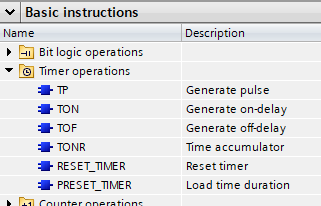 Basic instructions
Name Description
Bit logic operations
Timer operations
TP Generate pulse
TON Generate on-delay
TOF Generate off-delay
TONR Time accumulator
RESET_TIMER Reset timer
PRESET_TIMER Load time duration
+1 Counter operations